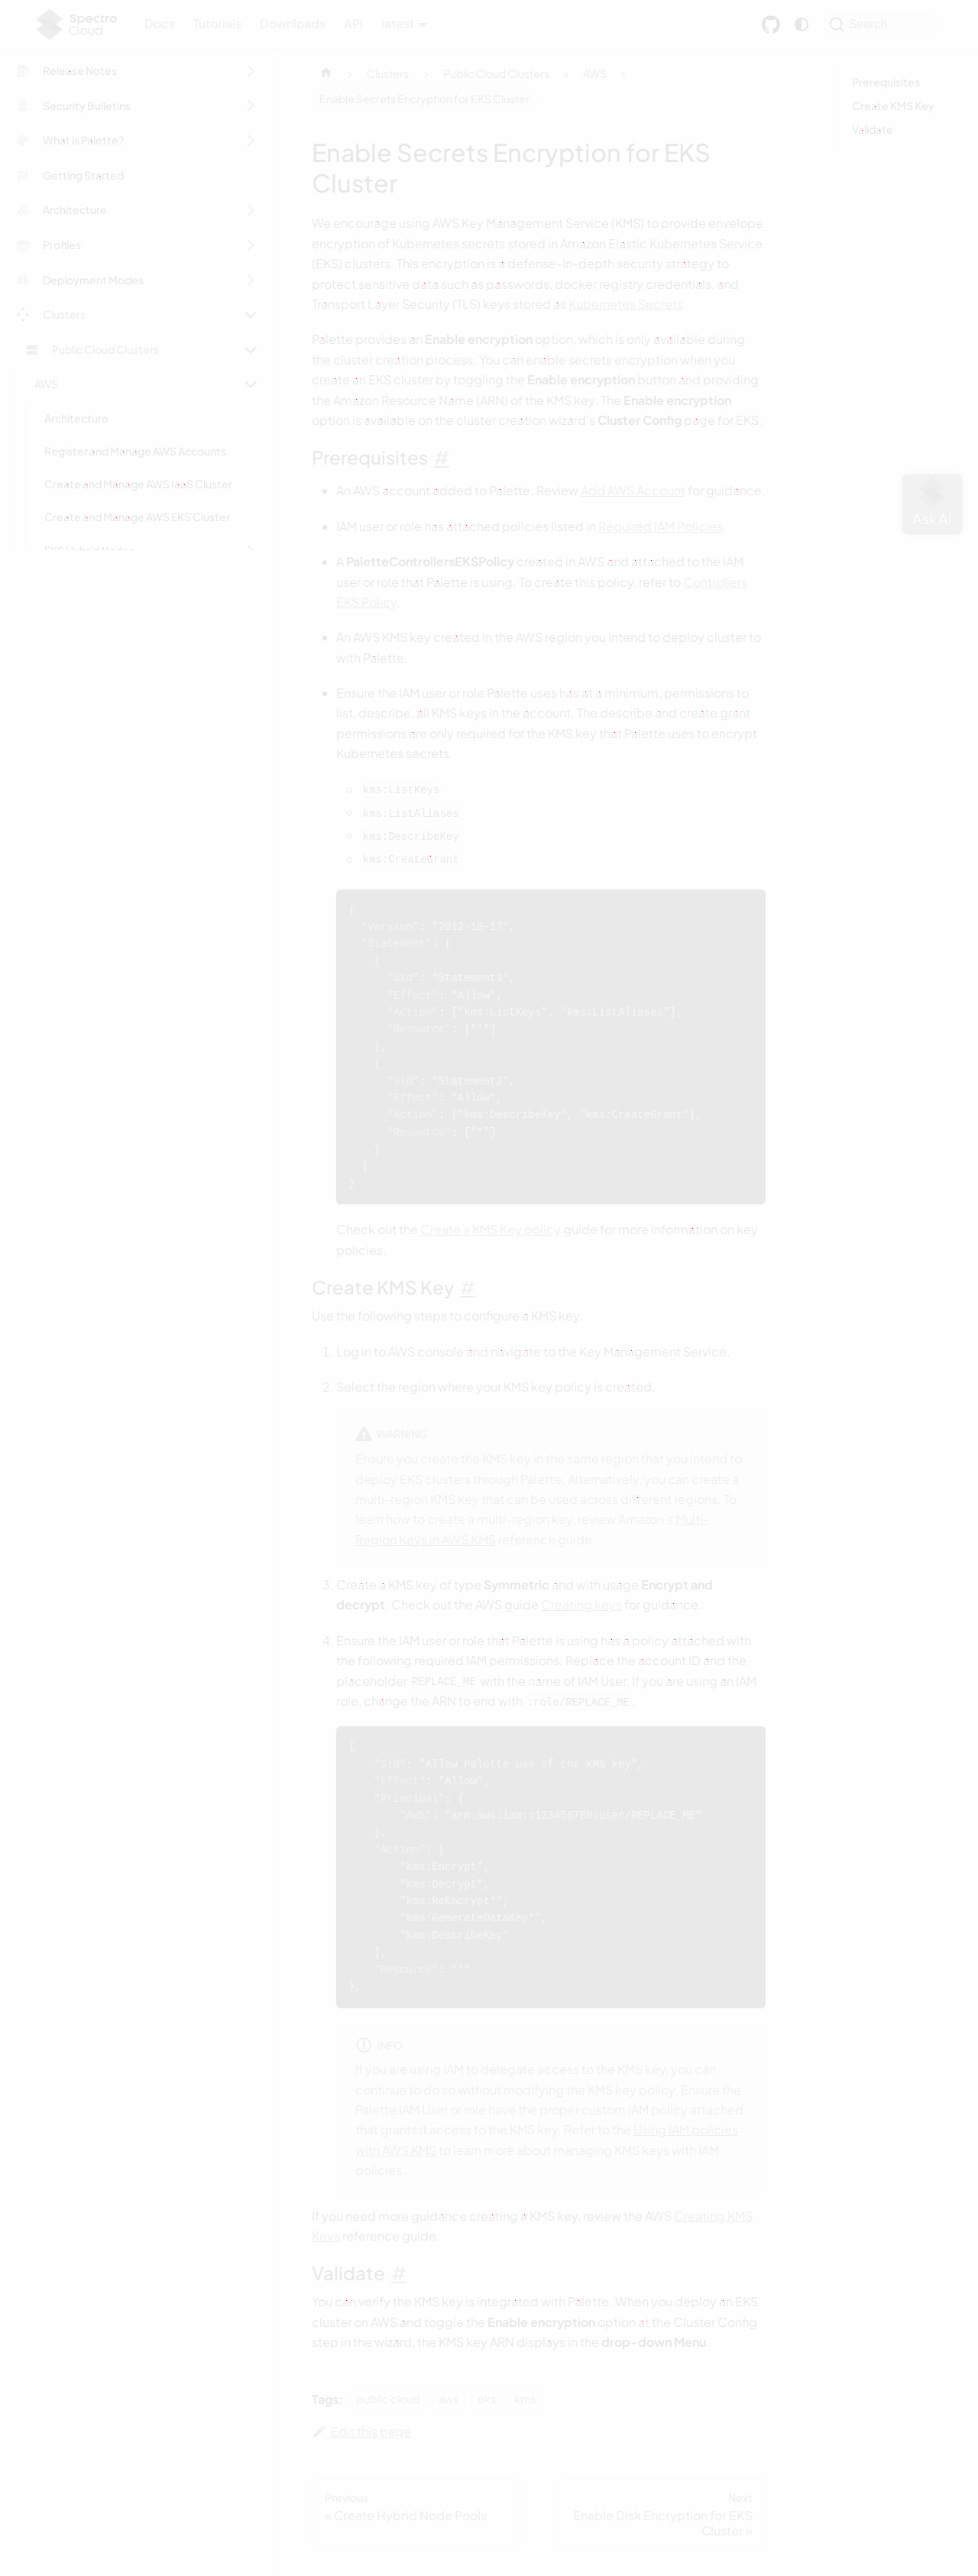 Spectro Cloud
Docs
Tutorials
Downloads
API
latest
Search
Release Notes
Security Bulletins
What is Palette?
Getting Started
Architecture
Profiles
Deployment Modes
Clusters
Public Cloud Clusters
AWS
Architecture
Register and Manage AWS Accounts
Create and Manage AWS IaaS Cluster
Create and Manage AWS EKS Cluster
EKS Hybrid Nodes
Clusters
Public Cloud Clusters
AWS
Enable Secrets Encryption for EKS Cluster
Prerequisites
Create KMS Key
Validate
Enable Secrets Encryption for EKS
Cluster
We encourage using AWS Key Management Service (KMS) to provide envelope
encryption of Kubernetes secrets stored in Amazon Elastic Kubernetes Service
(EKS) clusters. This encryption is a defense-in-depth security strategy to
protect sensitive data such as passwords, docker registry credentials, and
Transport Layer Security (TLS) keys stored as Kubernetes Secrets.
Palette provides an Enable encryption option, which is only available during
the cluster creation process. You can enable secrets encryption when you
create an EKS cluster by toggling the Enable encryption button and providing
the Amazon Resource Name (ARN) of the KMS key. The Enable encryption
option is available on the cluster creation wizard's Cluster Config page for EKS.
Prerequisites #
An AWS account added to Palette. Review Add AWS Account for guidance.
IAM user or role has attached policies listed in Required IAM Policies.
A PaletteControllersEKSPolicy created in AWS and attached to the IAM
user or role that Palette is using. To create this policy, refer to Controllers
EKS Policy.
An AWS KMS key created in the AWS region you intend to deploy cluster to
with Palette.
Ensure the IAM user or role Palette uses has at a minimum, permissions to
list, describe, all KMS keys in the account. The describe and create grant
permissions are only required for the KMS key that Palette uses to encrypt
Kubernetes secrets.
kms:ListKeys
kms:ListAliases
kms:DescribeKey
kms:CreateGrant
{
"Version": "2012-10-17",
"Statement": [
{
"Sid": "Statement1",
"Effect": "Allow",
"Action": ["kms:ListKeys", "kms:ListAliases"],
"Resource": ["*"]
},
{
"Sid": "Statement2",
"Effect": "Allow",
"Action": ["kms:DescribeKey", "kms:CreateGrant"],
"Resource": ["*"]
}
]
}
Check out the Create a KMS Key policy guide for more information on key
policies.
Create KMS Key #
Use the following steps to configure a KMS key.
1. Log in to AWS console and navigate to the Key Management Service.
2. Select the region where your KMS key policy is created.
WARNING
Ensure you create the KMS key in the same region that you intend to
deploy EKS clusters through Palette. Alternatively, you can create a
multi-region KMS key that can be used across different regions. To
learn how to create a multi-region key, review Amazon's Multi-
Region Keys in AWS KMS reference guide.
3. Create a KMS key of type Symmetric and with usage Encrypt and
decrypt. Check out the AWS guide Creating keys for guidance.
4. Ensure the IAM user or role that Palette is using has a policy attached with
the following required IAM permissions. Replace the account ID and the
placeholder REPLACE_ME with the name of IAM User. If you are using an IAM
role, change the ARN to end with :role/REPLACE_ME.
{
"Sid": "Allow Palette use of the KMS key",
"Effect": "Allow",
"Principal": {
"AWS": "arn:aws:iam::123456789:user/REPLACE_ME"
},
"Action": [
"kms:Encrypt",
"kms:Decrypt",
"kms:ReEncrypt*",
"kms:GenerateDataKey*",
"kms:DescribeKey"
],
"Resource": "*"
},
INFO
If you are using IAM to delegate access to the KMS key, you can
continue to do so without modifying the KMS key policy. Ensure the
Palette IAM User or role have the proper custom IAM policy attached
that grants it access to the KMS key. Refer to the Using IAM policies
with AWS KMS to learn more about managing KMS keys with IAM
policies.
If you need more guidance creating a KMS key, review the AWS Creating KMS
Keys reference guide.
Validate #
You can verify the KMS key is integrated with Palette. When you deploy an EKS
cluster on AWS and toggle the Enable encryption option at the Cluster Config
step in the wizard, the KMS key ARN displays in the drop-down Menu.
Tags:
public cloud
aws
eks
kms
Edit this page
Previous
« Create Hybrid Node Pools
Next
Enable Disk Encryption for EKS
Cluster »
Ask AI